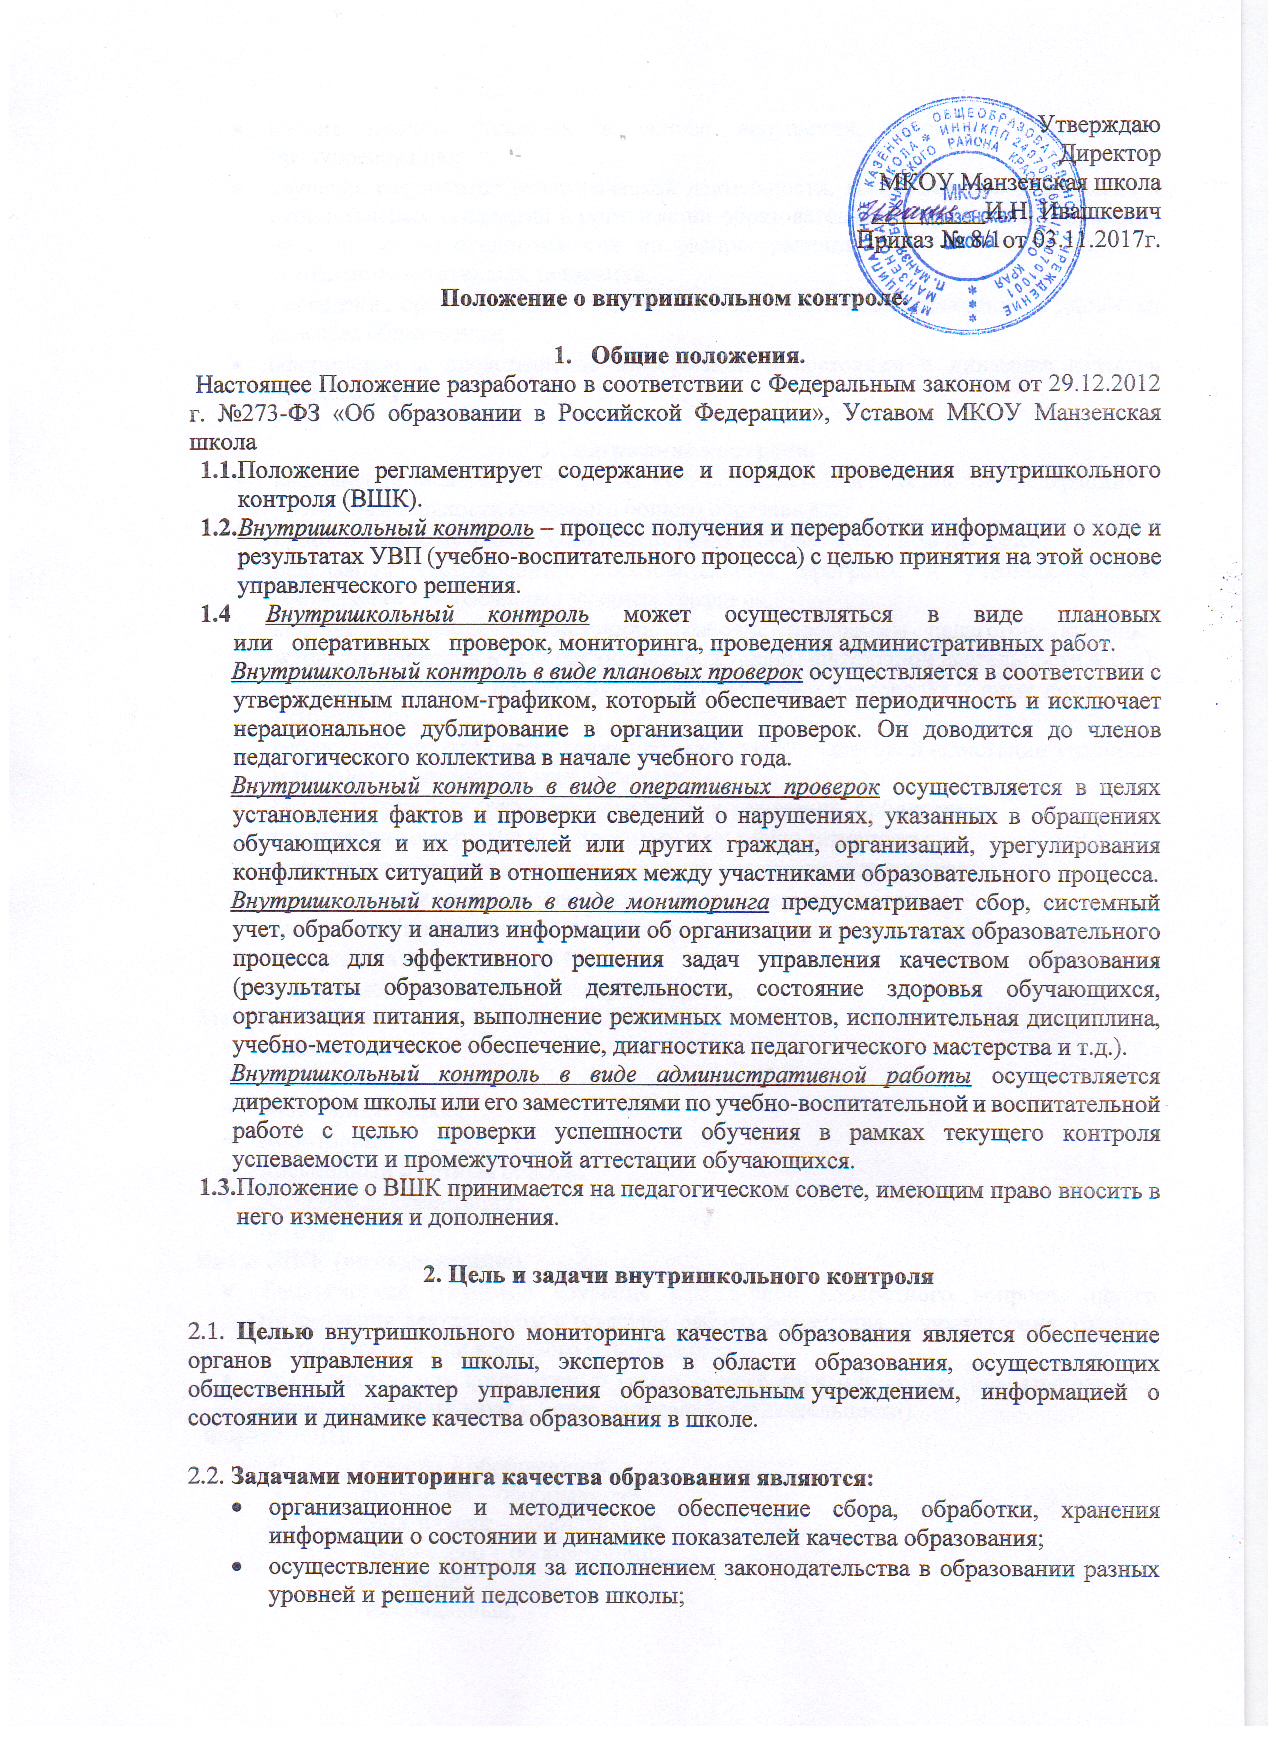 Утверждаю
Директор
МКОУ Манзенская школа
И.Н. Ивашкевич
Приказ № 8/1от 03.11.2017г.
МКОУ
Манзенская
школа
Положение о внутришкольном контроле.
1. Общие положения.
Настоящее Положение разработано в соответствии с Федеральным законом от 29.12.2012
г. №273-ФЗ «Об образовании в Российской Федерации», Уставом МКОУ Манзенская
школа
1.1.Положение регламентирует содержание и порядок проведения внутришкольного
контроля (ВШК).
1.2.Внутришкольный контроль – процесс получения и переработки информации о ходе и
результатах УВП (учебно-воспитательного процесса) с целью принятия на этой основе
управленческого решения.
1.4 Внутришкольный контроль может осуществляться в виде плановых
или оперативных проверок, мониторинга, проведения административных работ.
Внутришкольный контроль в виде плановых проверок осуществляется в соответствии с
утвержденным планом-графиком, который обеспечивает периодичность и исключает
нерациональное дублирование в организации проверок. Он доводится до членов
педагогического коллектива в начале учебного года.
Внутришкольный контроль в виде оперативных проверок осуществляется в целях
установления фактов и проверки сведений о нарушениях, указанных в обращениях
обучающихся и их родителей или других граждан, организаций, урегулирования
конфликтных ситуаций в отношениях между участниками образовательного процесса.
Внутришкольный контроль в виде мониторинга предусматривает сбор, системный
учет, обработку и анализ информации об организации и результатах образовательного
процесса для эффективного решения задач управления качеством образования
(результаты образовательной деятельности, состояние здоровья обучающихся,
организация питания, выполнение режимных моментов, исполнительная дисциплина,
учебно-методическое обеспечение, диагностика педагогического мастерства и т.д.).
Внутришкольный контроль в виде административной работы осуществляется
директором школы или его заместителями по учебно-воспитательной и воспитательной
работе с целью проверки успешности обучения в рамках текущего контроля
успеваемости и промежуточной аттестации обучающихся.
1.3.Положение о ВШК принимается на педагогическом совете, имеющим право вносить в
него изменения и дополнения.
2. Цель и задачи внутришкольного контроля
2.1. Целью внутришкольного мониторинга качества образования является обеспечение
органов управления в школы, экспертов в области образования, осуществляющих
общественный характер управления образовательным учреждением, информацией о
состоянии и динамике качества образования в школе.
2.2. Задачами мониторинга качества образования являются:
• организационное и методическое обеспечение сбора, обработки, хранения
информации о состоянии и динамике показателей качества образования;
• осуществление контроля за исполнением законодательства в образовании разных
уровней и решений педсоветов школы;